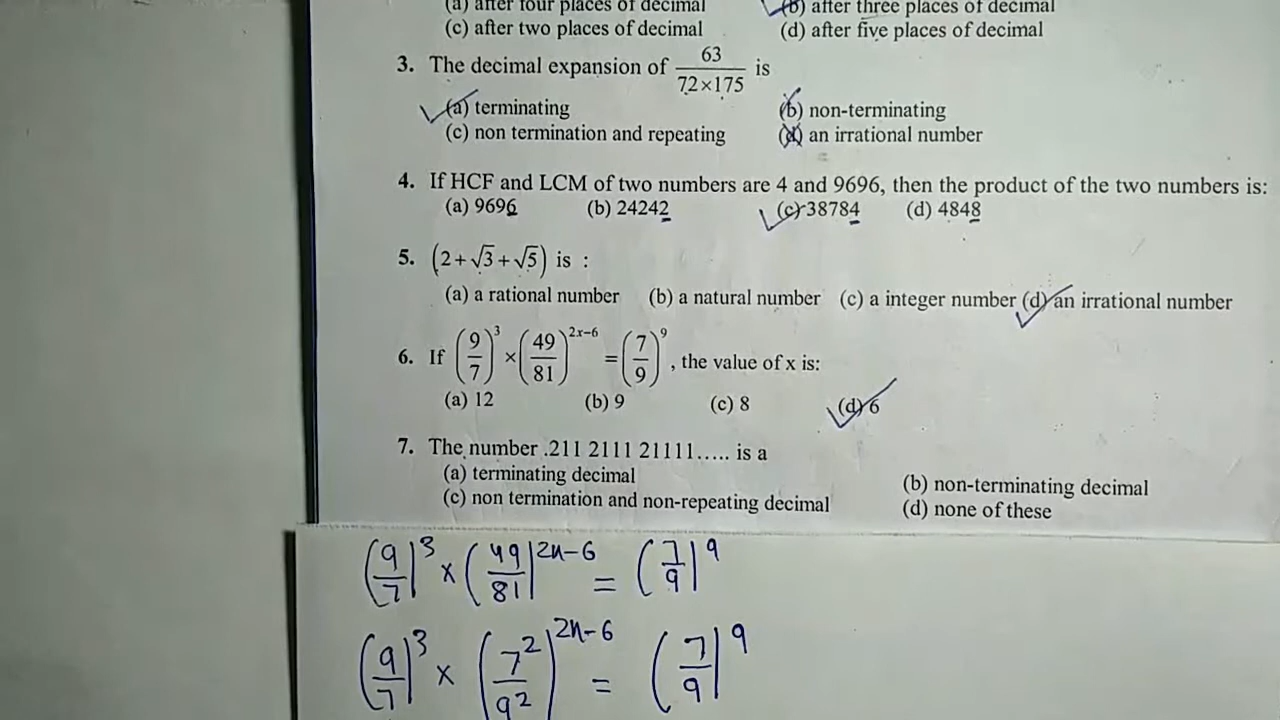 (a) after four places of decimal (b) after three places of decimal
(c) after two places of decimal (d) after five places of decimal
3. The decimal expansion of 63/(72×175) is
(a) terminating (b) non-terminating
(c) non termination and repeating (d) an irrational number
4. If HCF and LCM of two numbers are 4 and 9696, then the product of the two numbers is:
(a) 9696 (b) 24242 (c) 38784 (d) 4848
5. (2+√3+√5) is :
(a) a rational number (b) a natural number (c) a integer number (d) an irrational number
6. If (9/7)^3 × (49/81)^(2x−6) = (7/9)^9, the value of x is:
(a) 12 (b) 9 (c) 8 (d) 6
7. The number .211 2111 21111..... is a
(a) terminating decimal (b) non-terminating decimal
(c) non termination and non-repeating decimal (d) none of these
(9/7)^3 × (49/81)^(2x−6) = (7/9)^9
(9/7)^3 × (7^2/9^2)^(2x−6) = (7/9)^9